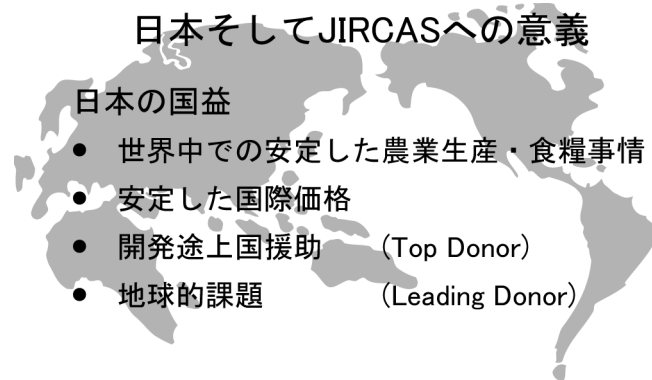 日本そしてJIRCASへの意義
日本の国益
● 世界中での安定した農業生産・食糧事情
● 安定した国際価格
● 開発途上国援助 (Top Donor)
● 地球的課題 (Leading Donor)